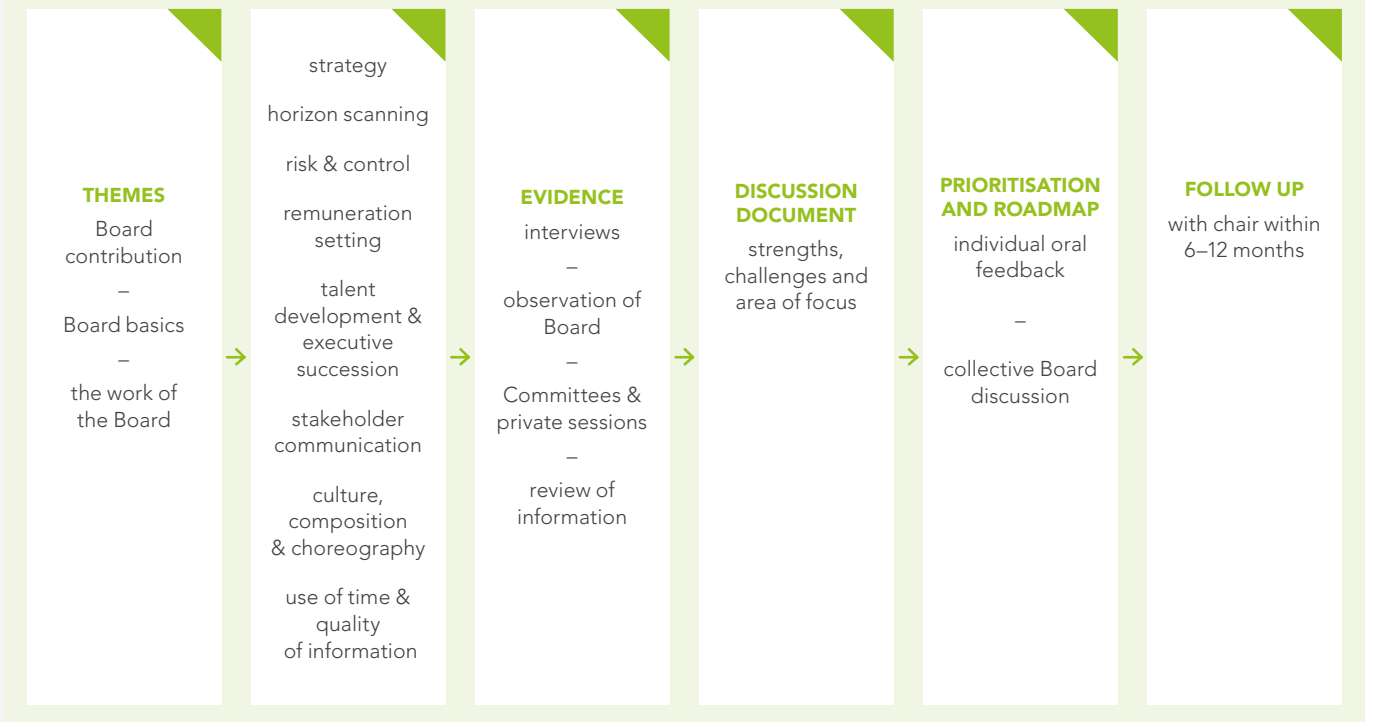 THEMES
Board
contribution
–
Board basics
–
the work of
the Board
strategy
horizon scanning
risk & control
remuneration
setting
talent
development &
executive
succession
stakeholder
communication
culture,
composition
& choreography
use of time &
quality
of information
EVIDENCE
interviews
–
observation of
Board
–
Committees &
private sessions
–
review of
information
DISCUSSION
DOCUMENT
strengths,
challenges and
area of focus
PRIORITISATION
AND ROADMAP
individual oral
feedback
–
collective Board
discussion
FOLLOW UP
with chair within
6–12 months